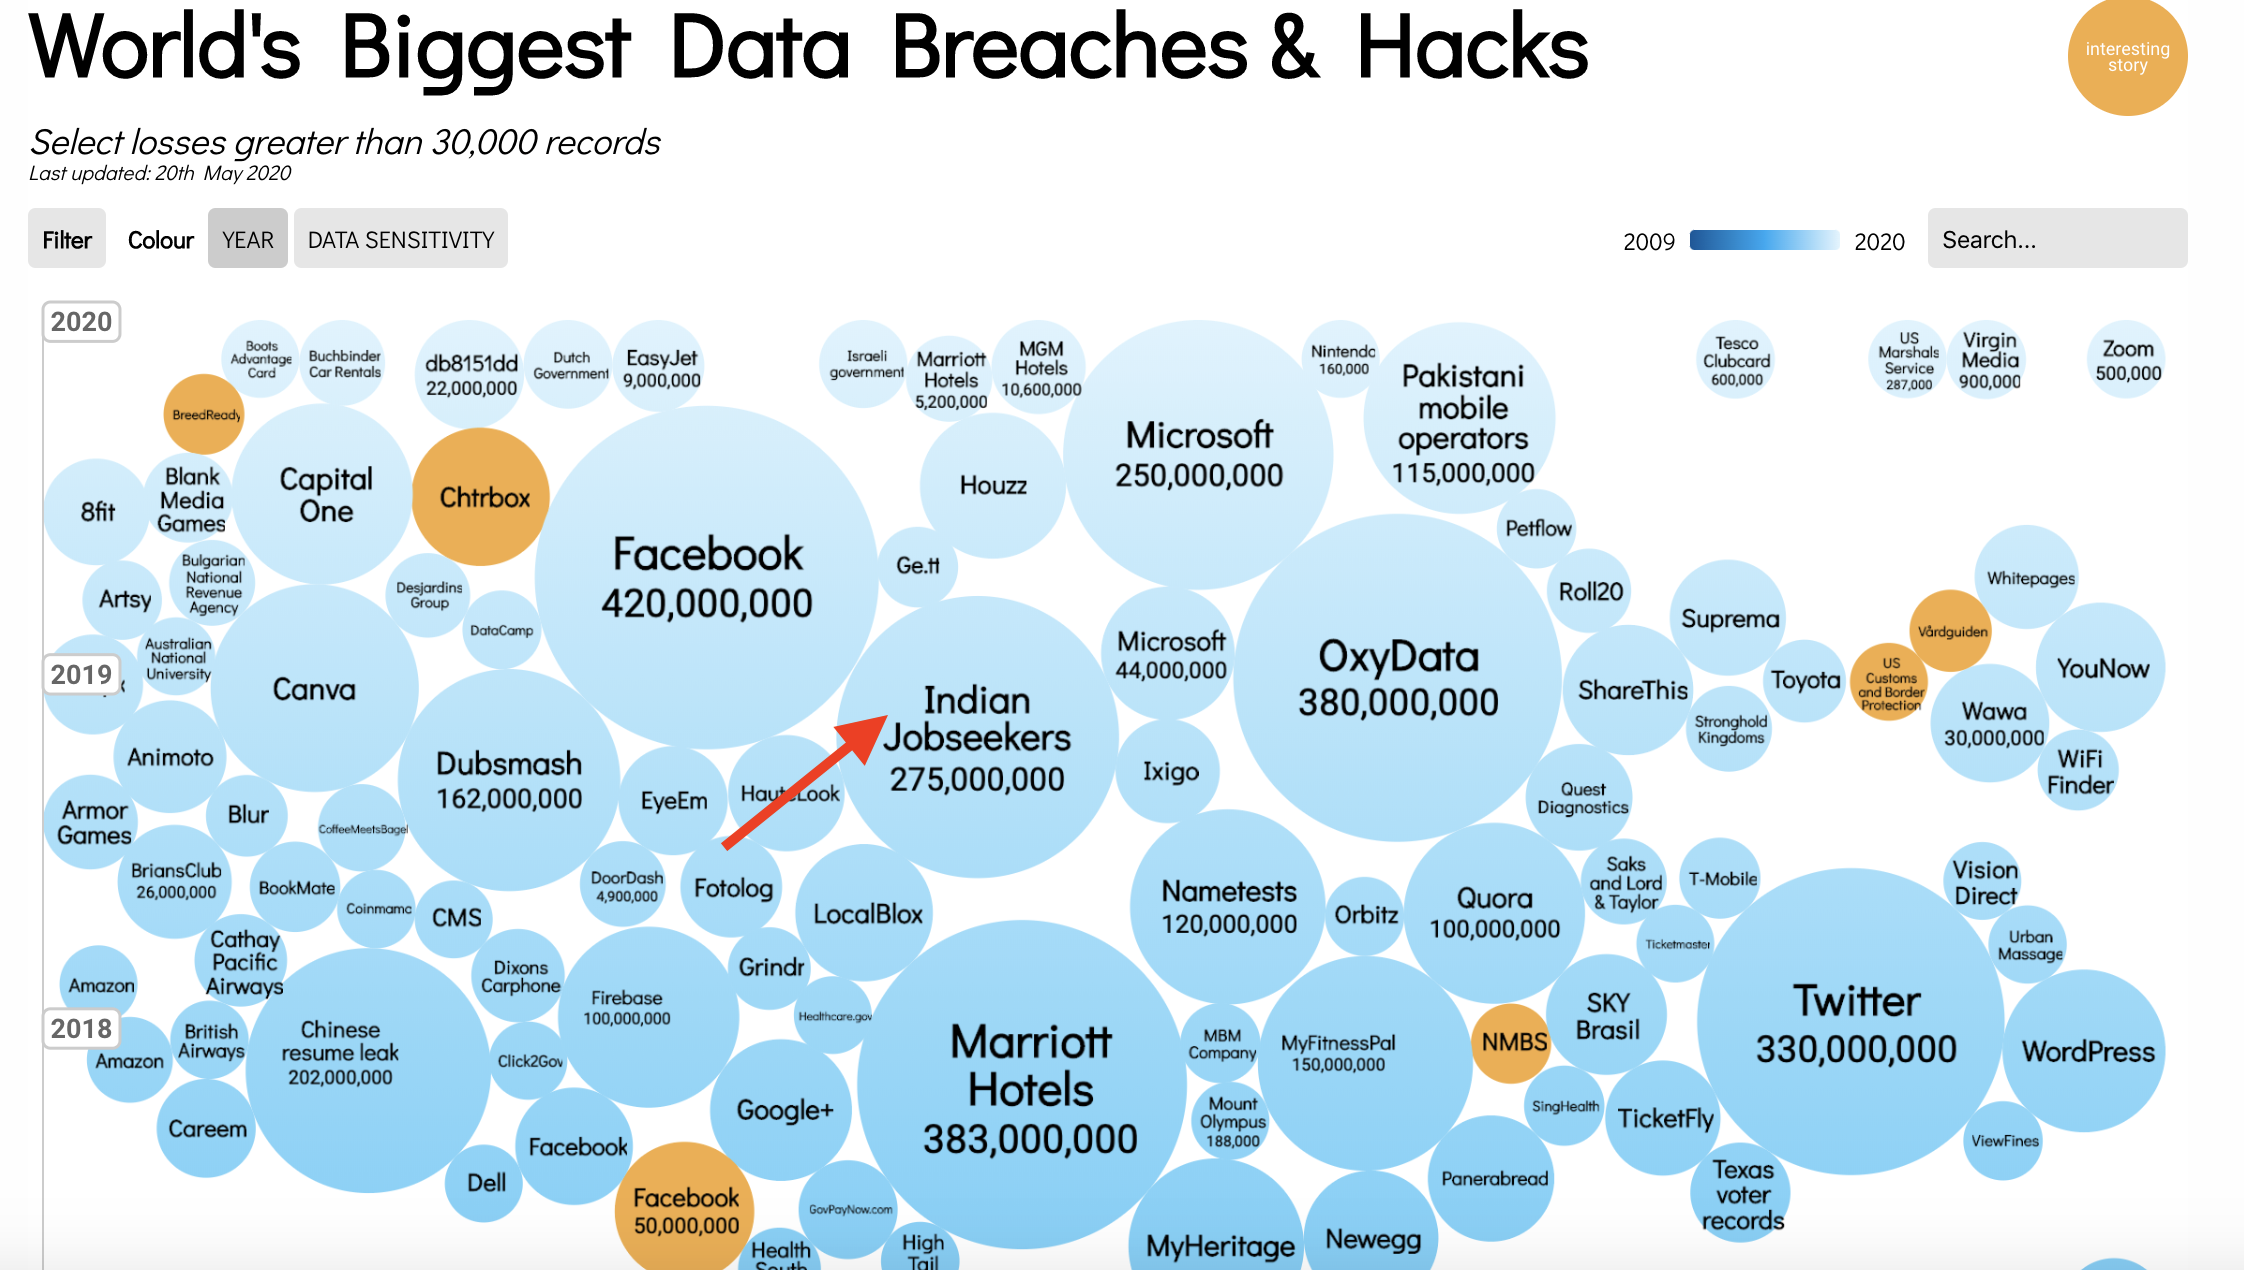 World's Biggest Data Breaches & Hacks
interesting
story
Select losses greater than 30,000 records
Last updated: 20th May 2020
Filter
Colour
YEAR
DATA SENSITIVITY
2009
2020
Search...
2020
Boots
Advantage
Card
Buchbinder
Car Rentals
db8151dd
22,000,000
Dutch
Government
EasyJet
9,000,000
Israeli
government
Marriott
Hotels
5,200,000
MGM
Hotels
10,600,000
Nintendo
160,000
Pakistani
mobile
operators
115,000,000
Tesco
Clubcard
600,000
US
Marshals
Service
287,000
Virgin
Media
900,000
Zoom
500,000
BreedReady
Microsoft
250,000,000
8fit
Blank
Media
Games
Capital
One
Chtrbox
Houzz
Facebook
420,000,000
Ge.tt
Petflow
Artsy
Bulgarian
National
Revenue
Agency
Desjardins
Group
DataCamp
Roll20
Suprema
Whitepages
Vårdguiden
Australian
National
University
2019
Canva
Microsoft
44,000,000
OxyData
380,000,000
ShareThis
Toyota
US
Customs
and Border
Protection
YouNow
Indian
Jobseekers
275,000,000
Stronghold
Kingdoms
Wawa
30,000,000
Animoto
Dubsmash
162,000,000
EyeEm
HauteLook
Ixigo
Quest
Diagnostics
WiFi
Finder
Armor
Games
Blur
CoffeeMeetsBagel
BriansClub
26,000,000
BookMate
Coinmama
CMS
DoorDash
4,900,000
Fotolog
LocalBlox
Nametests
120,000,000
Orbitz
Quora
100,000,000
Saks
and Lord
& Taylor
T-Mobile
Vision
Direct
Cathay
Pacific
Airways
Dixons
Carphone
Grindr
Ticketmaster
Urban
Massage
Amazon
Firebase
100,000,000
Healthcare.gov
SKY
Brasil
Twitter
330,000,000
2018
Amazon
British
Airways
Chinese
resume leak
202,000,000
Click2Gov
Marriott
Hotels
383,000,000
MBM
Company
MyFitnessPal
150,000,000
NMBS
WordPress
Careem
Facebook
Google+
Mount
Olympus
188,000
SingHealth
TicketFly
ViewFines
Dell
Facebook
50,000,000
GovPayNow.com
Panerabread
Texas
voter
records
Health
South
High
Tail
MyHeritage
Newegg